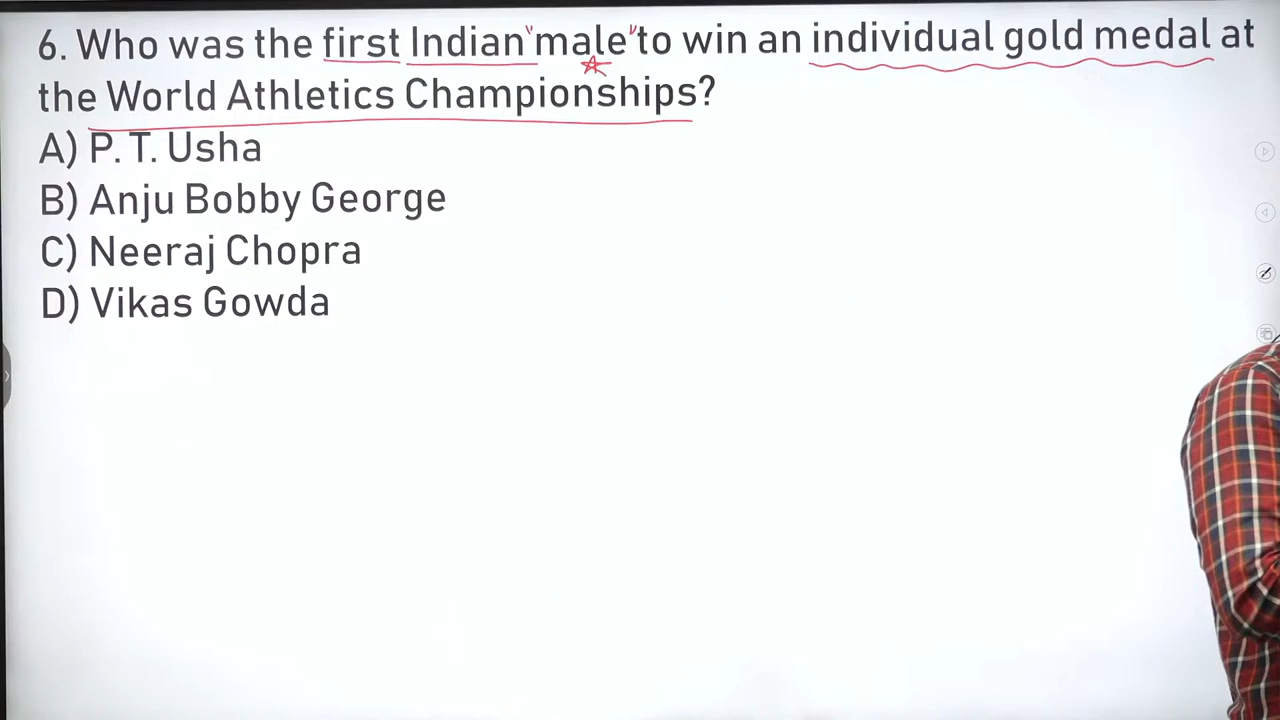 6. Who was the first Indian "male" to win an individual gold medal at
the World Athletics Championships?
A) P. T. Usha
B) Anju Bobby George
C) Neeraj Chopra
D) Vikas Gowda